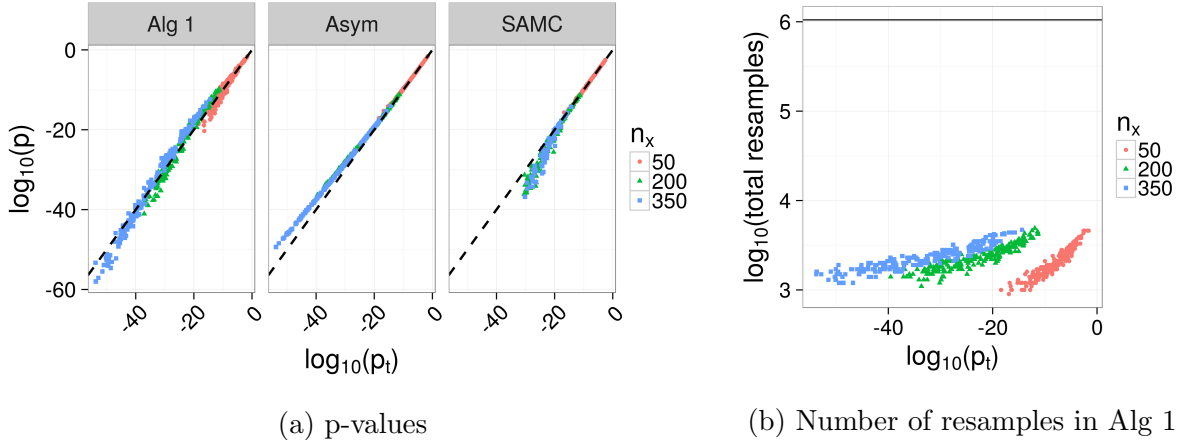 Alg 1 Asym SAMC
log₁₀(p)
0
-20
-40
-60
-40 -20 0 -40 -20 0 -40 -20 0
log₁₀(pₜ)
nₓ
50
200
350
(a) p-values
log₁₀(total resamples)
6
5
4
3
-40 -20 0
log₁₀(pₜ)
nₓ
50
200
350
(b) Number of resamples in Alg 1